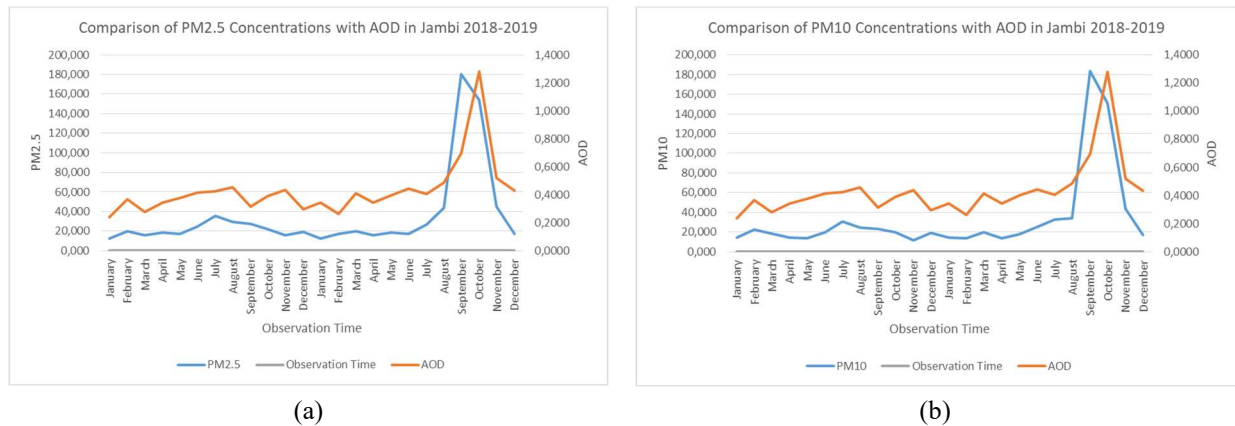 Comparison of PM2.5 Concentrations with AOD in Jambi 2018-2019
200,000
180,000
160,000
140,000
120,000
100,000
80,000
60,000
40,000
20,000
0,000
PM2.5
1,4000
1,2000
1,0000
0,8000
0,6000
0,4000
0,2000
0,0000
AOD
January
February
March
April
May
June
July
August
September
October
November
December
January
February
March
April
May
June
July
August
September
October
November
December
Observation Time
PM2.5 Observation Time AOD
(a)
Comparison of PM10 Concentrations with AOD in Jambi 2018-2019
200,000
180,000
160,000
140,000
120,000
100,000
80,000
60,000
40,000
20,000
0,000
PM10
1,4000
1,2000
1,0000
0,8000
0,6000
0,4000
0,2000
0,0000
AOD
January
February
March
April
May
June
July
August
September
October
November
December
January
February
March
April
May
June
July
August
September
October
November
December
Observation Time
PM10 Observation Time AOD
(b)